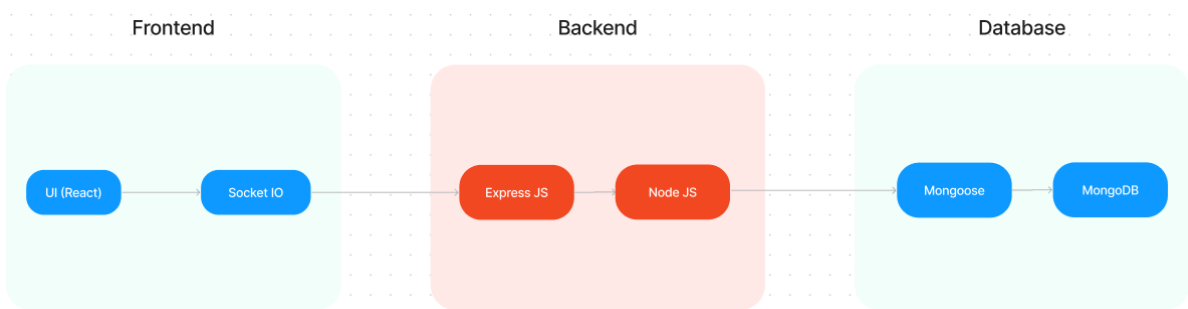 Frontend
Backend
Database
UI (React)
Socket IO
Express JS
Node JS
Mongoose
MongoDB